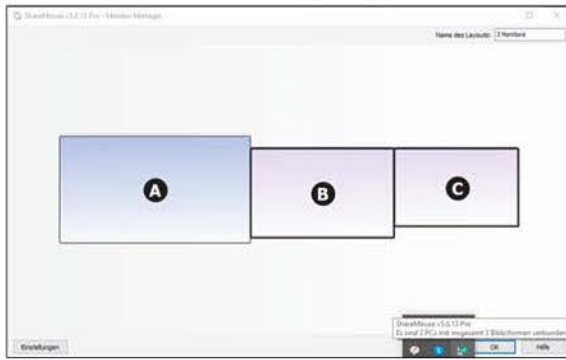 ShareMouse v5.0.13 Pro - Monitor Manager
Name des Layouts: 3 Monitore
A
B
C
ShareMouse v5.0.13 Pro
Es sind 2 PCs mit insgesamt 3 Bildschirmen verbunden
Einstellungen
OK
Hilfe